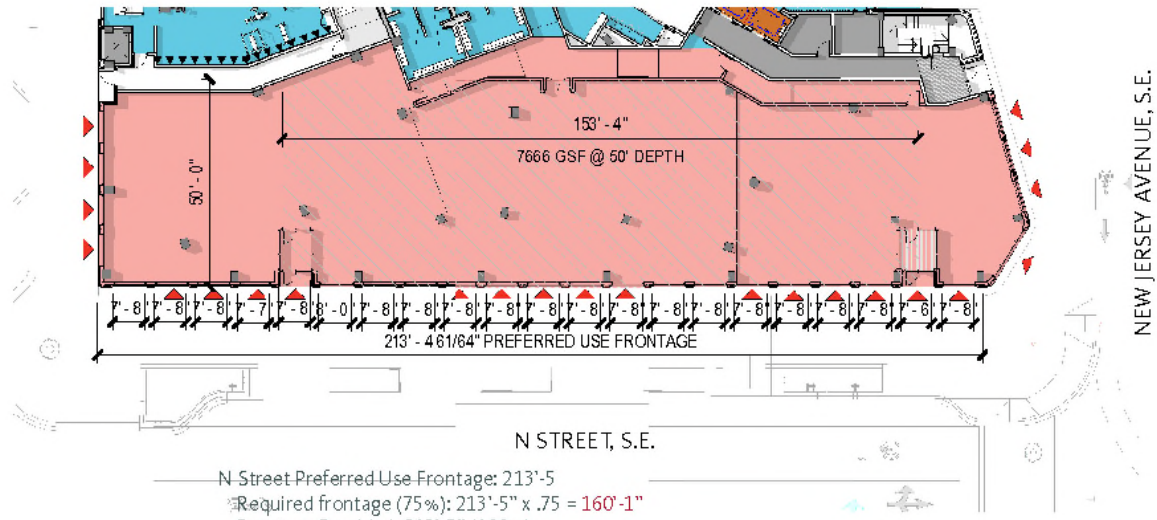 153' - 4"
7666 GSF @ 50' DEPTH
50' - 0"
NEW JERSEY AVENUE, S.E.
7' - 8 7' - 8 7' - 8 7' - 7 7' - 8 8' - 0" 7' - 8 7' - 8 7' - 8 7' - 8 7' - 8 7' - 8 7' - 8 7' - 8 7' - 8 7' - 8 7' - 8 7' - 8 7' - 8 7' - 6 7' - 8'
213' - 4 61/64" PREFERRED USE FRONTAGE
N STREET, S.E.
N Street Preferred Use Frontage: 213'-5
Required frontage (75%): 213'-5" x .75 = 160'-1"